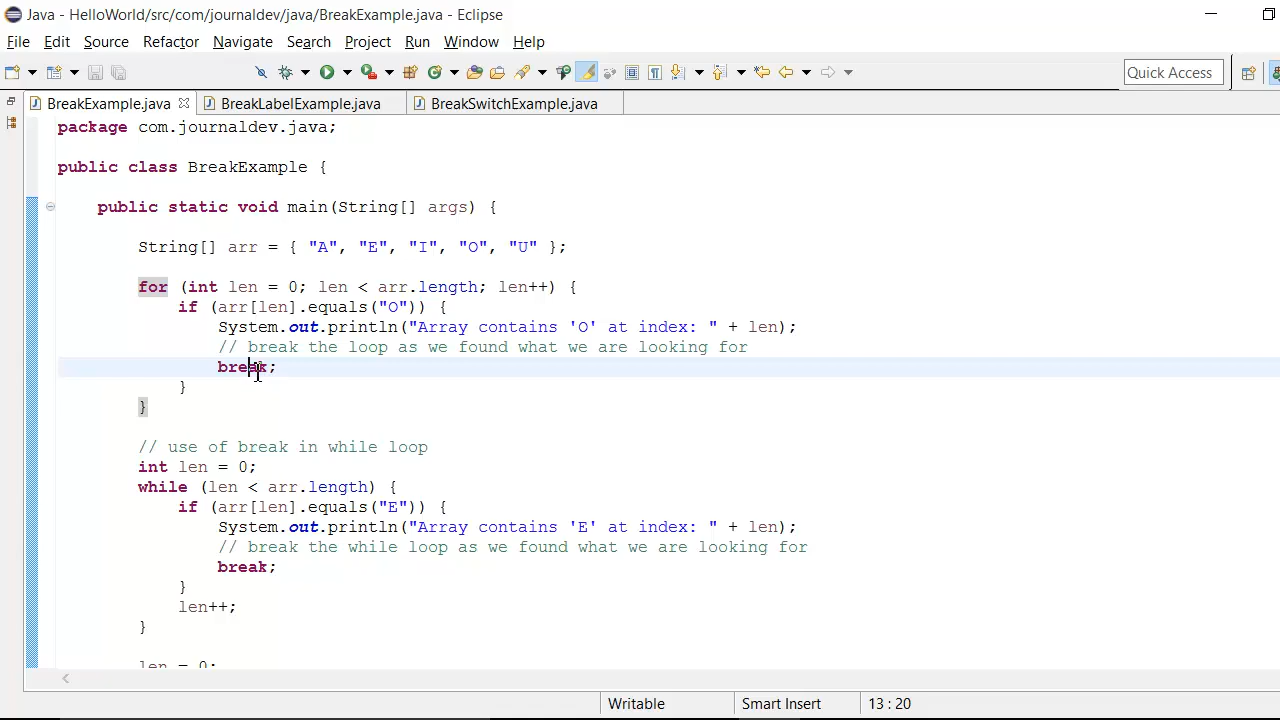 Java - HelloWorld/src/com/journaldev/java/BreakExample.java - Eclipse
File Edit Source Refactor Navigate Search Project Run Window Help
Quick Access
BreakExample.java BreakLabelExample.java BreakSwitchExample.java
package com.journaldev.java;
public class BreakExample {
public static void main(String[] args) {
String[] arr = { "A", "E", "I", "O", "U" };
for (int len = 0; len < arr.length; len++) {
if (arr[len].equals("O")) {
System.out.println("Array contains 'O' at index: " + len);
// break the loop as we found what we are looking for
break;
}
}
// use of break in while loop
int len = 0;
while (len < arr.length) {
if (arr[len].equals("E")) {
System.out.println("Array contains 'E' at index: " + len);
// break the while loop as we found what we are looking for
break;
}
len++;
}
len = 0;
Writable Smart Insert 13 : 20